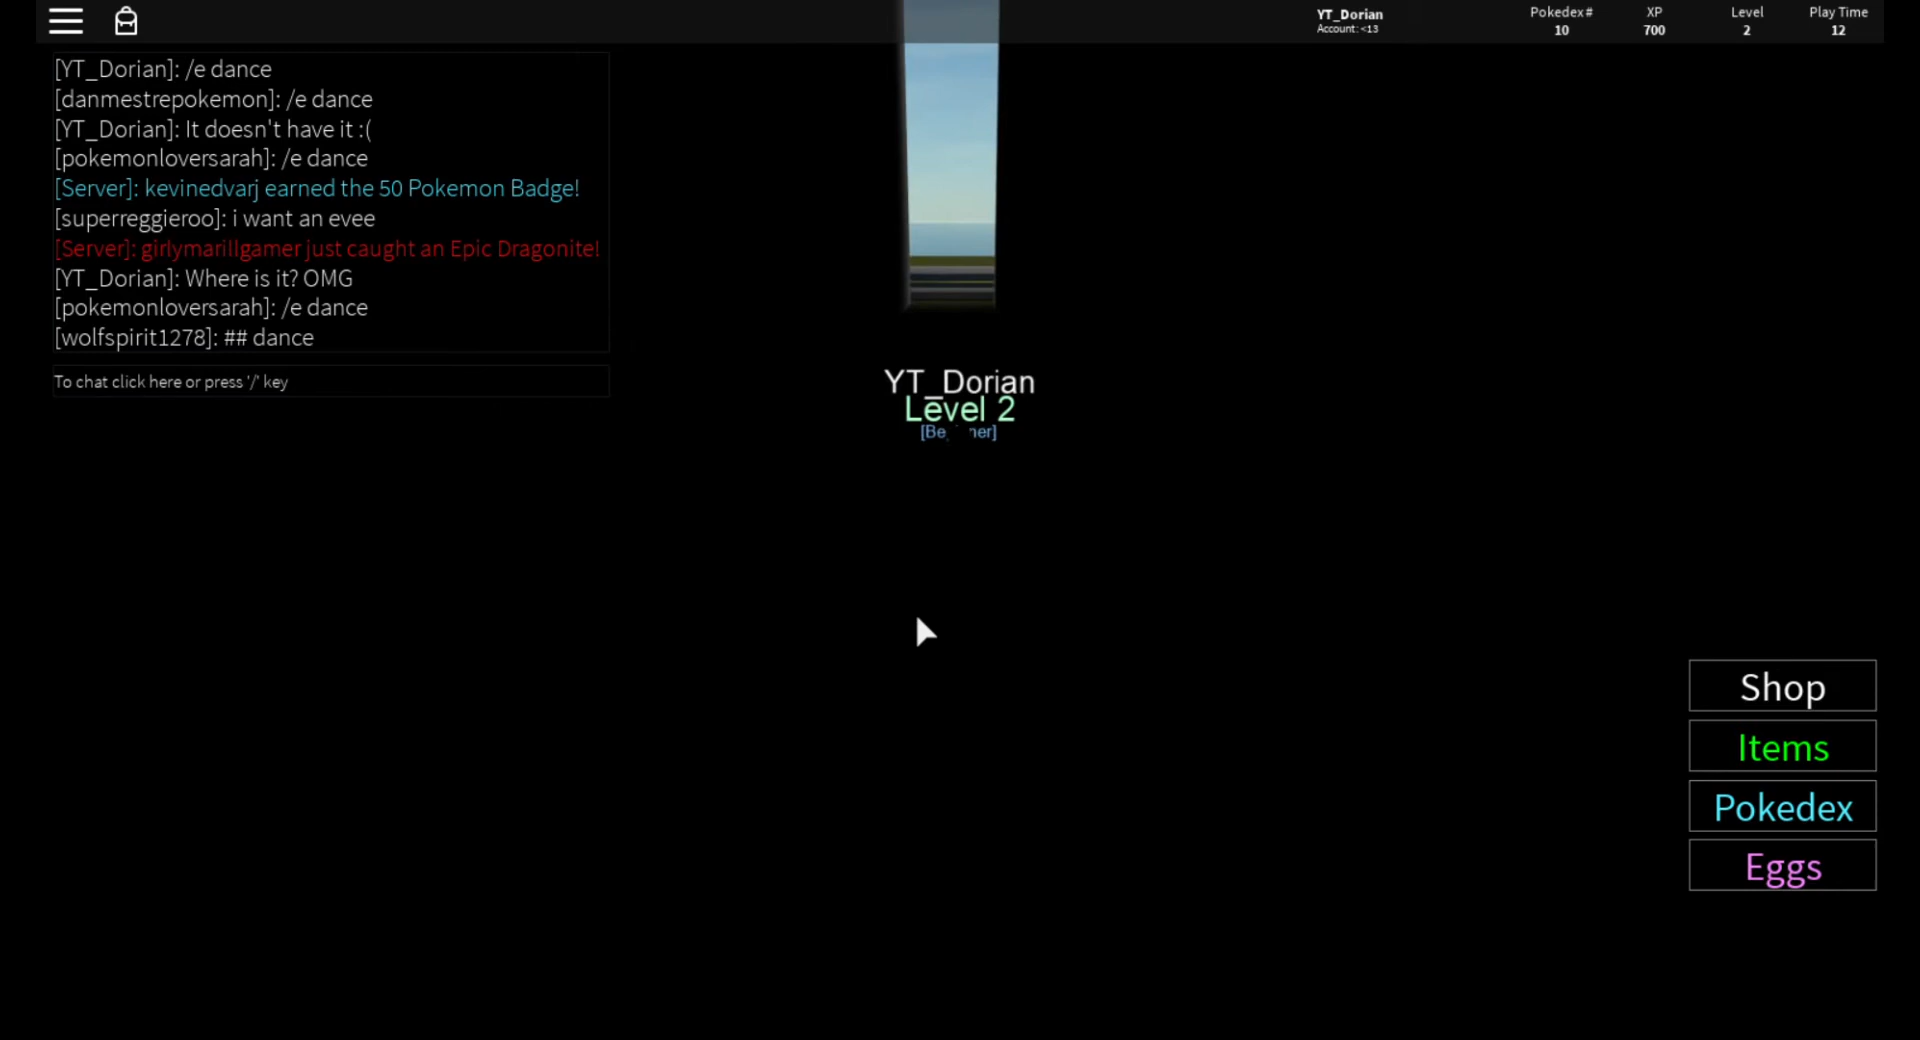 YT_Dorian
Account: <13
Pokedex # XP Level Play Time
10 700 2 12
[YT_Dorian]: /e dance
[danmestrepokemon]: /e dance
[YT_Dorian]: It doesn't have it :(
[pokemonloversarah]: /e dance
[Server]: kevinedvarj earned the 50 Pokemon Badge!
[superreggieroo]: i want an evee
[Server]: girlymarillgamer just caught an Epic Dragonite!
[YT_Dorian]: Where is it? OMG
[pokemonloversarah]: /e dance
[wolfspirit1278]: ## dance
To chat click here or press '/' key
YT_Dorian
Level 2
Shop
Items
Pokedex
Eggs